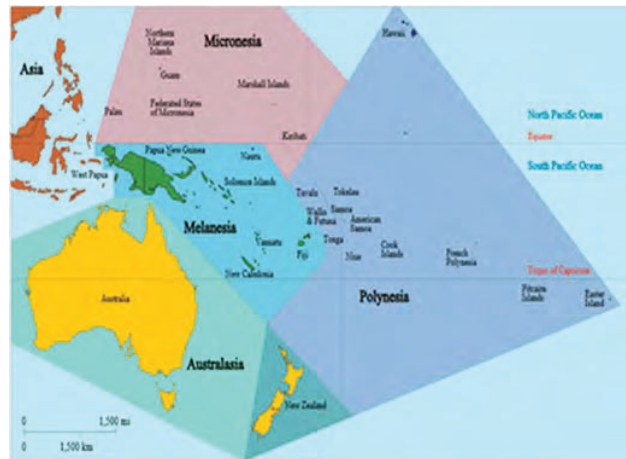 Asia
Northern
Mariana
Islands
Micronesia
Hawaii
Guam
Marshall Islands
Palau
Federated States
of Micronesia
North Pacific Ocean
Equator
Kiribati
Papua New Guinea
Nauru
South Pacific Ocean
West Papua
Solomon Islands
Tuvalu
Tokelau
Wallis
& Futuna
Samoa
American
Samoa
Melanesia
Vanuatu
Fiji
Tonga
Niue
Cook
Islands
French
Polynesia
New Caledonia
Tropic of Capricorn
Australia
Polynesia
Pitcairn
Islands
Easter
Island
Australasia
New Zealand
0
1,500 mi
0
1,500 km